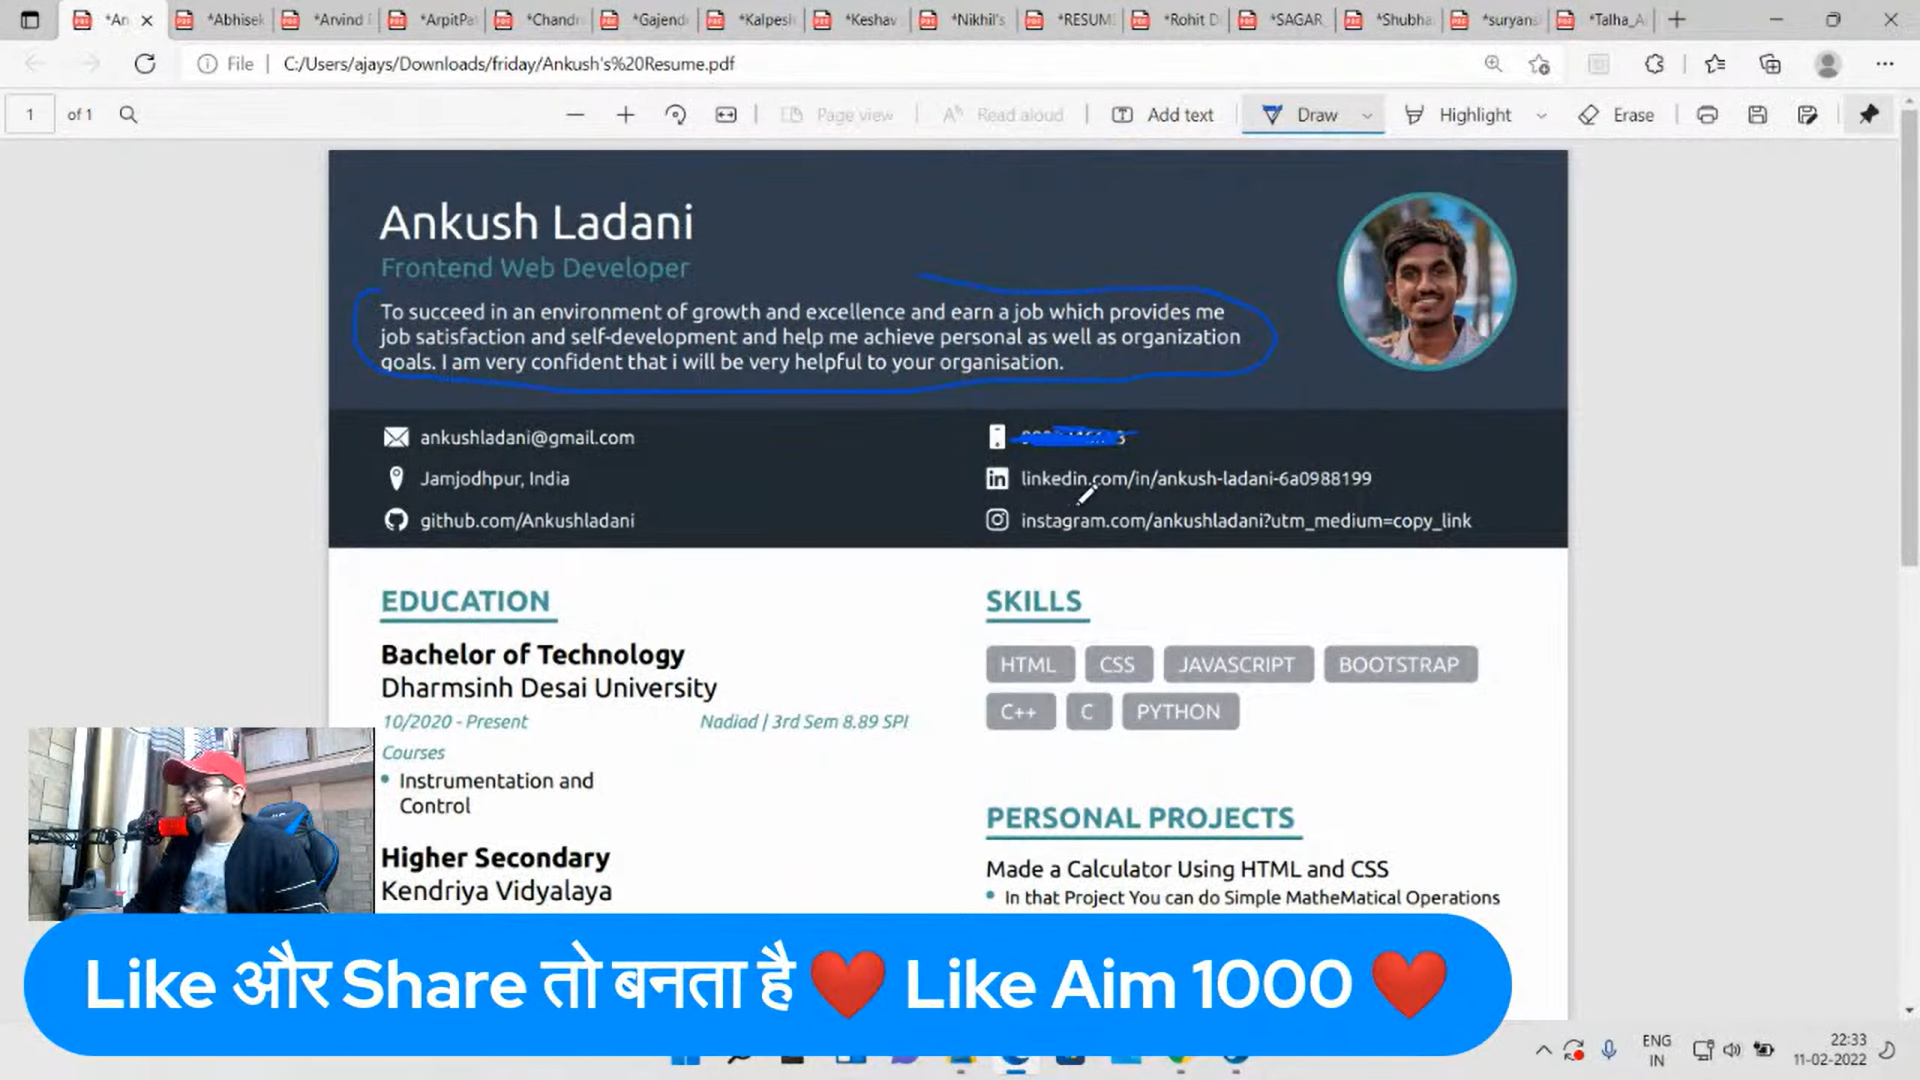 *An
*Abhisek
*Arvind
*ArpitPa
*Chand
*Gajend
*Kalpesh
*Keshav
*Nikhil's
*RESUM
*Rohit D
*SAGAR_
*Shubha
*suryans
*Talha_A
File
C:/Users/ajays/Downloads/friday/Ankush's%20Resume.pdf
1 of 1
Page view
Read aloud
Add text
Draw
Highlight
Erase
Ankush Ladani
Frontend Web Developer
To succeed in an environment of growth and excellence and earn a job which provides me
job satisfaction and self-development and help me achieve personal as well as organization
goals. I am very confident that i will be very helpful to your organisation.
ankushladani@gmail.com
Jamjodhpur, India
linkedin.com/in/ankush-ladani-6a0988199
github.com/Ankushladani
instagram.com/ankushladani?utm_medium=copy_link
EDUCATION
Bachelor of Technology
Dharmsinh Desai University
10/2020 - Present
Nadiad | 3rd Sem 8.89 SPI
Courses
Instrumentation and
Control
Higher Secondary
Kendriya Vidyalaya
SKILLS
HTML CSS JAVASCRIPT BOOTSTRAP
C++ C PYTHON
PERSONAL PROJECTS
Made a Calculator Using HTML and CSS
In that Project You can do Simple MatheMatical Operations
Like और Share तो बनता है ❤️ Like Aim 1000 ❤️
ENG
IN
22:33
11-02-2022